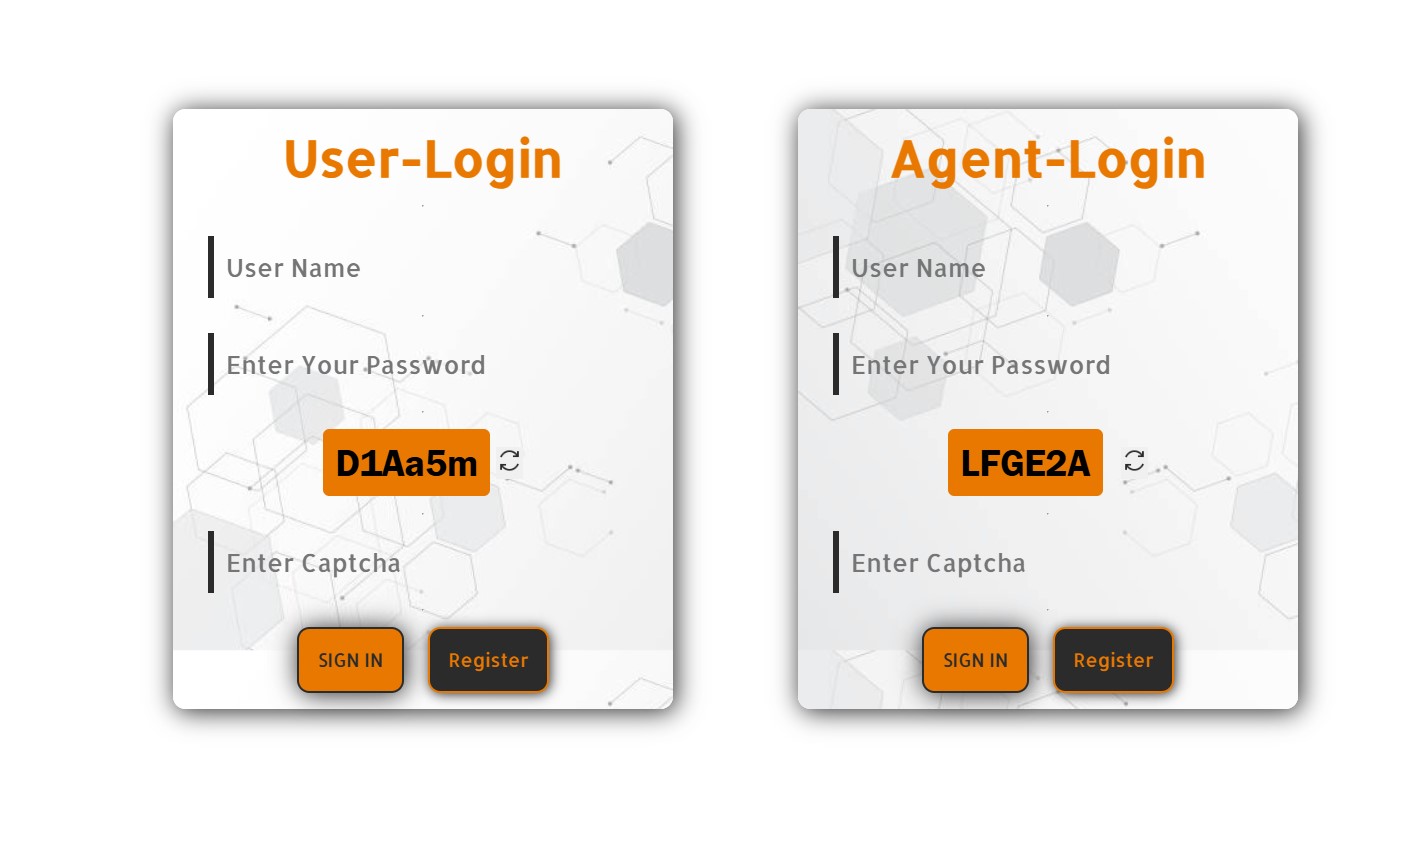 User-Login
User Name
Enter Your Password
D1Aa5m
Enter Captcha
SIGN IN
Register
Agent-Login
User Name
Enter Your Password
LFGE2A
Enter Captcha
SIGN IN
Register